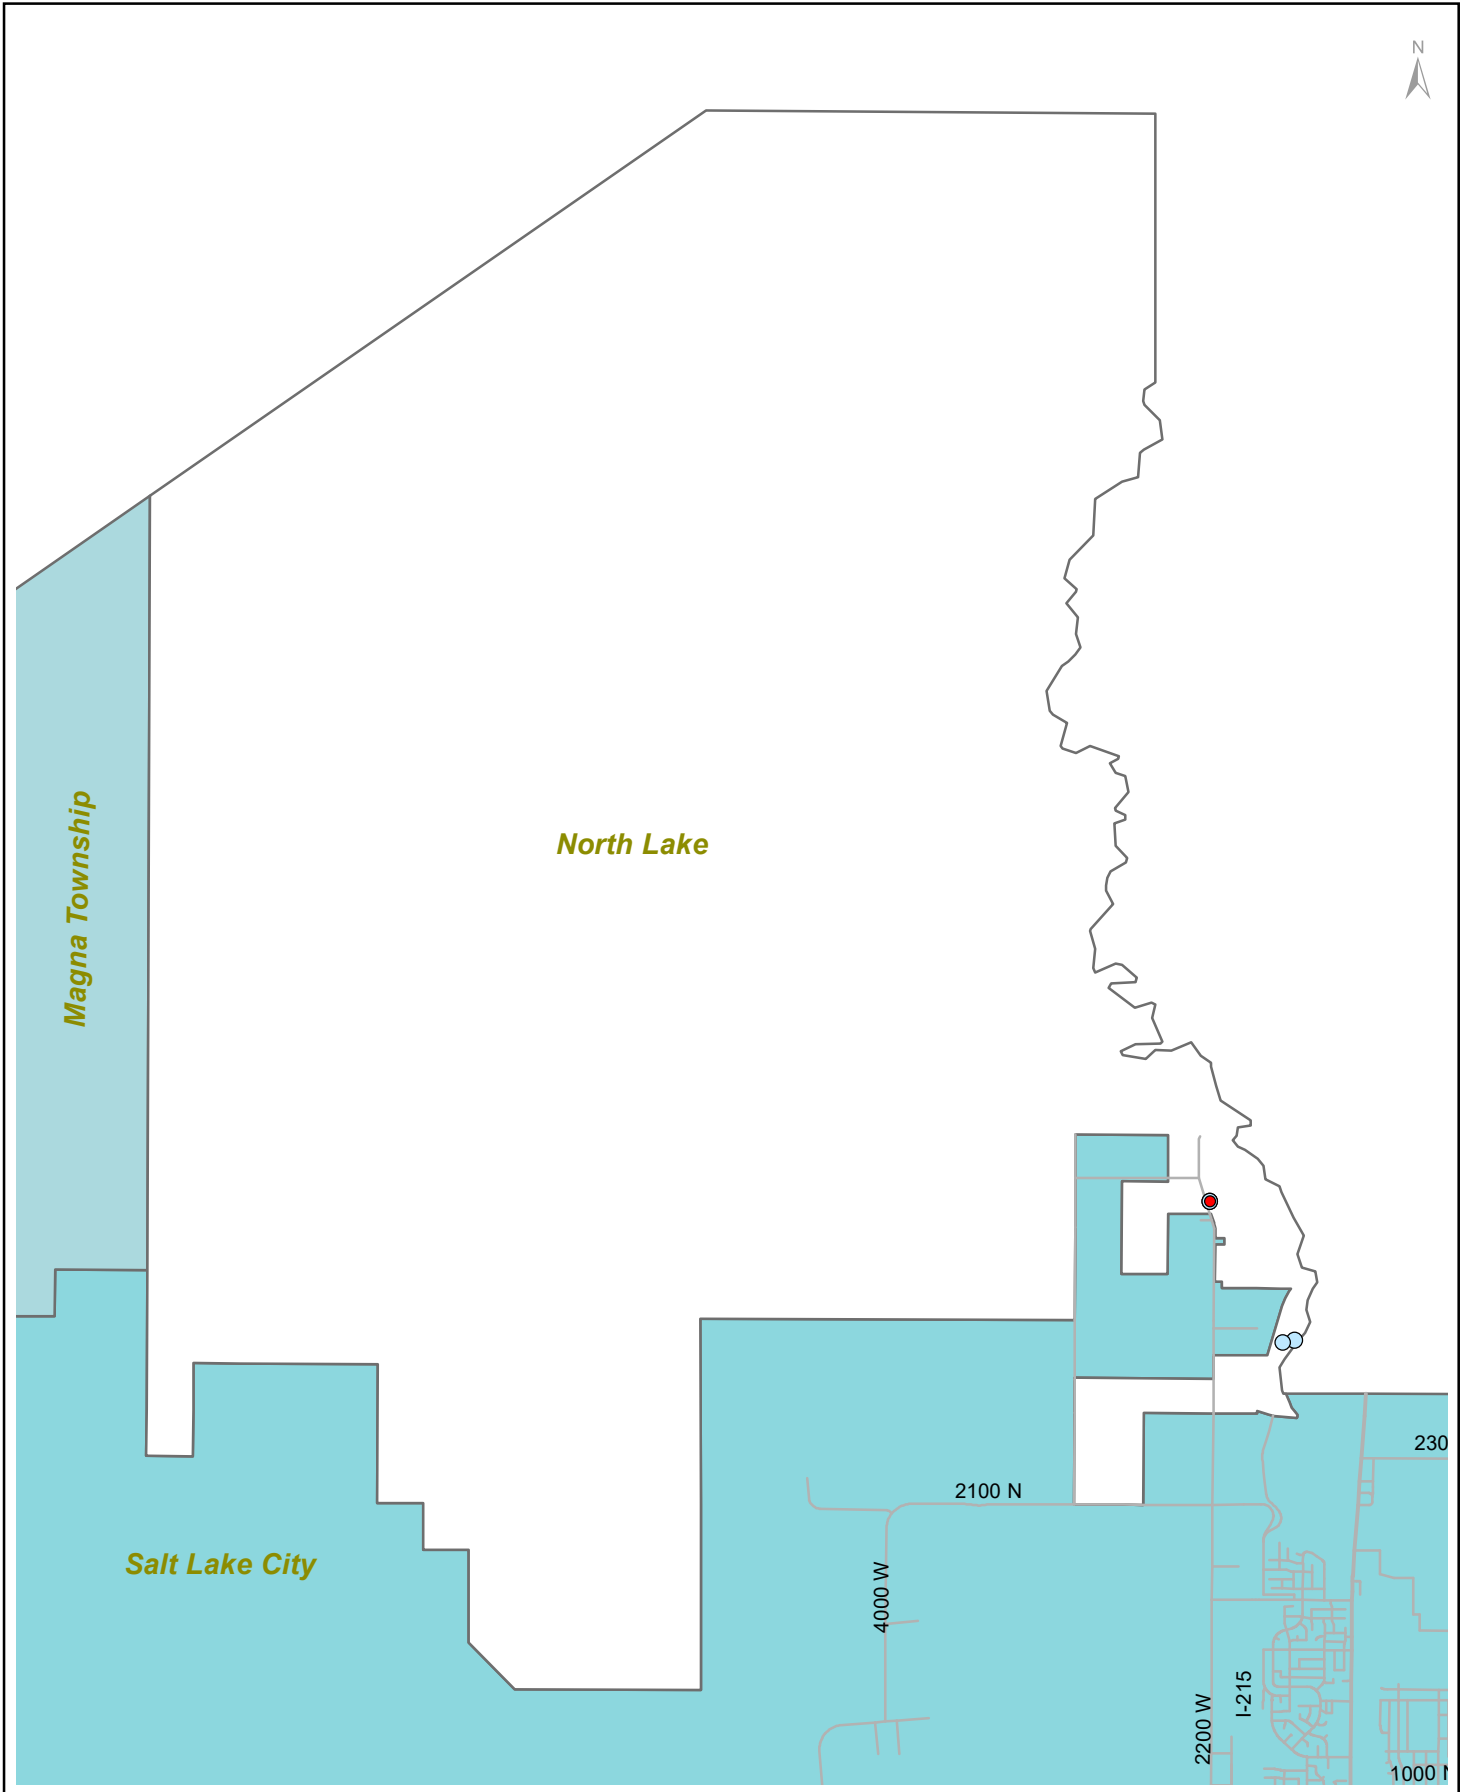 N
North Lake
Magna Township
230
2100 N
Salt Lake City
4000 W
I-215
2200 W
1000 N